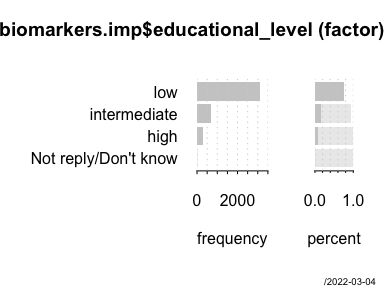 biomarkers.imp$educational_level (factor)
low
intermediate
high
Not reply/Don't know
0 2000
0.0 1.0
frequency
percent
/2022-03-04